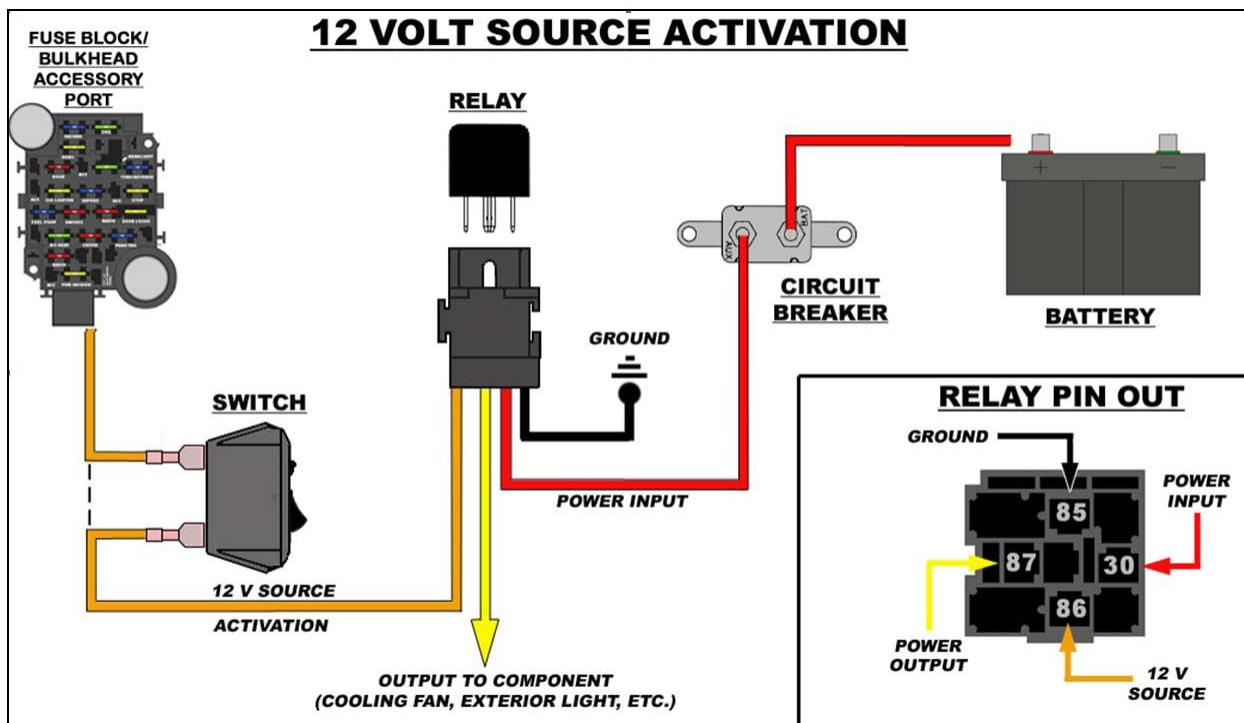 12 VOLT SOURCE ACTIVATION
FUSE BLOCK/
BULKHEAD
ACCESSORY
PORT
RELAY
CIRCUIT
BREAKER
BAT
AUX
+
-
BATTERY
GROUND
SWITCH
POWER INPUT
12 V SOURCE
ACTIVATION
OUTPUT TO COMPONENT
(COOLING FAN, EXTERIOR LIGHT, ETC.)
RELAY PIN OUT
GROUND
POWER
INPUT
85
87
30
86
POWER
OUTPUT
12 V
SOURCE